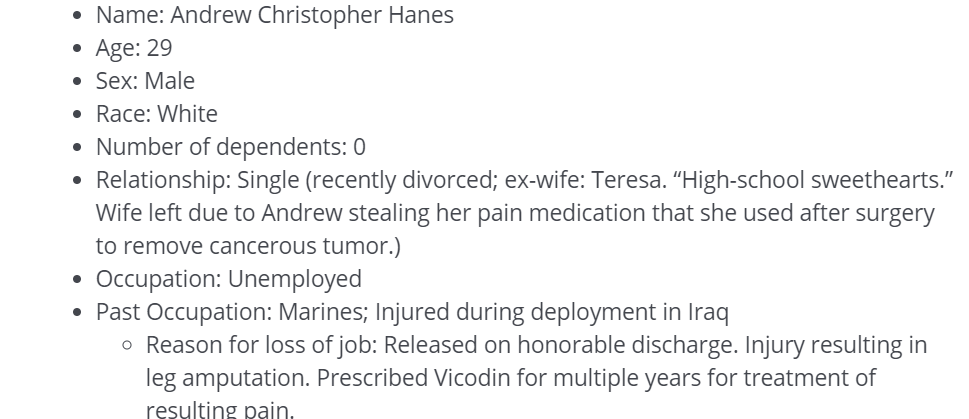 • Name: Andrew Christopher Hanes
• Age: 29
• Sex: Male
• Race: White
• Number of dependents: 0
• Relationship: Single (recently divorced; ex-wife: Teresa. “High-school sweethearts.”
Wife left due to Andrew stealing her pain medication that she used after surgery
to remove cancerous tumor.)
• Occupation: Unemployed
• Past Occupation: Marines; Injured during deployment in Iraq
◦ Reason for loss of job: Released on honorable discharge. Injury resulting in
leg amputation. Prescribed Vicodin for multiple years for treatment of
resulting pain.